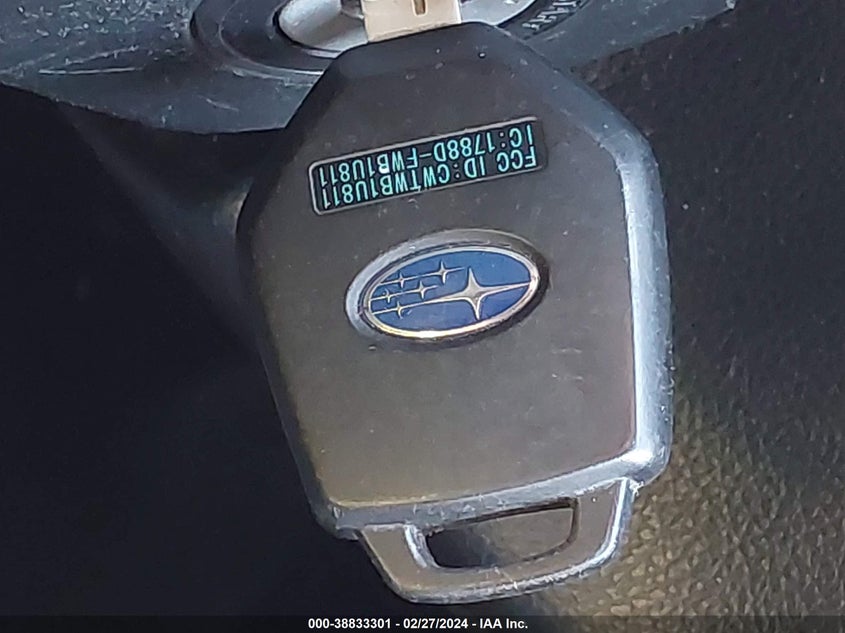 FCC ID:CWTWB1U811
IC:1788D-FWB1U811
000-38833301 - 02/27/2024 - IAA Inc.